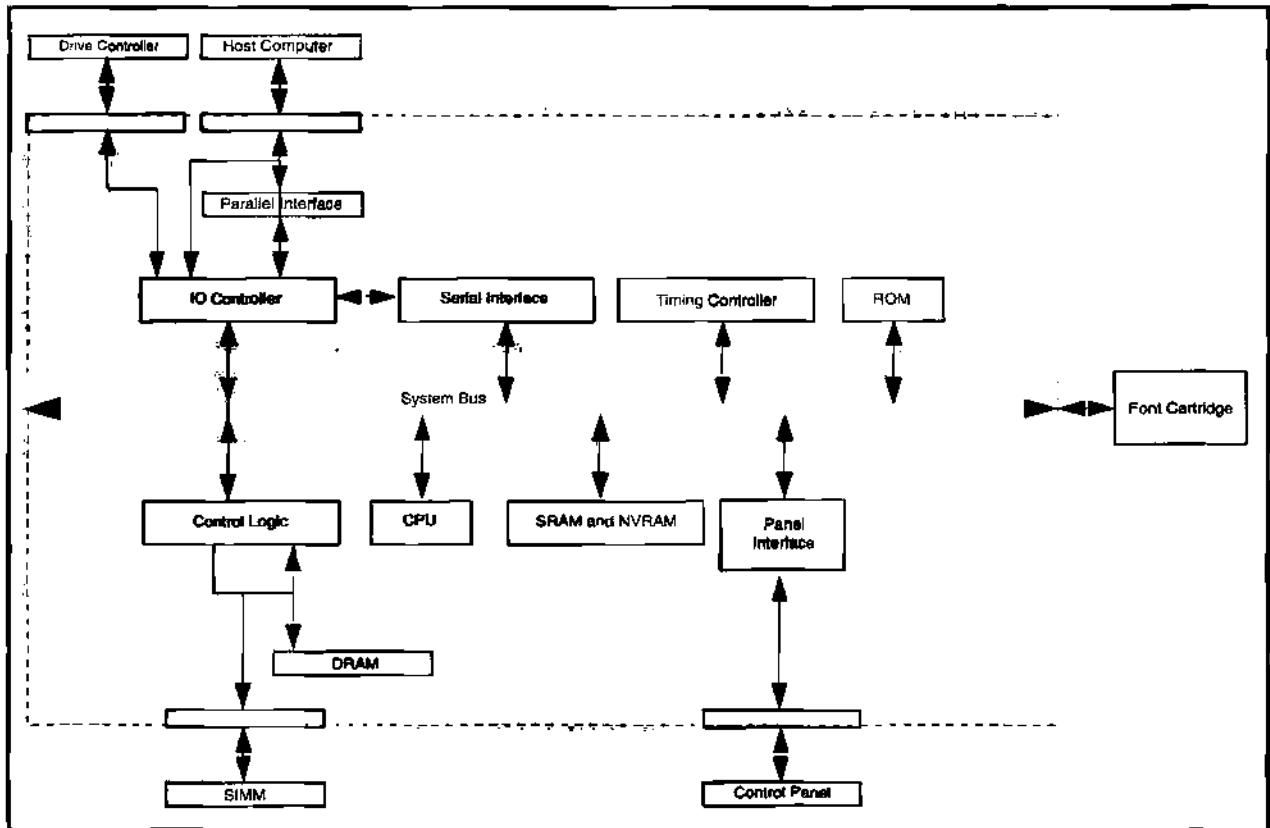 Drive Controller
Host Computer
Parallel Interface
IO Controller
Serial Interface
Timing Controller
ROM
System Bus
Font Cartridge
Control Logic
CPU
SRAM and NVRAM
Panel
Interface
DRAM
SIMM
Control Panel